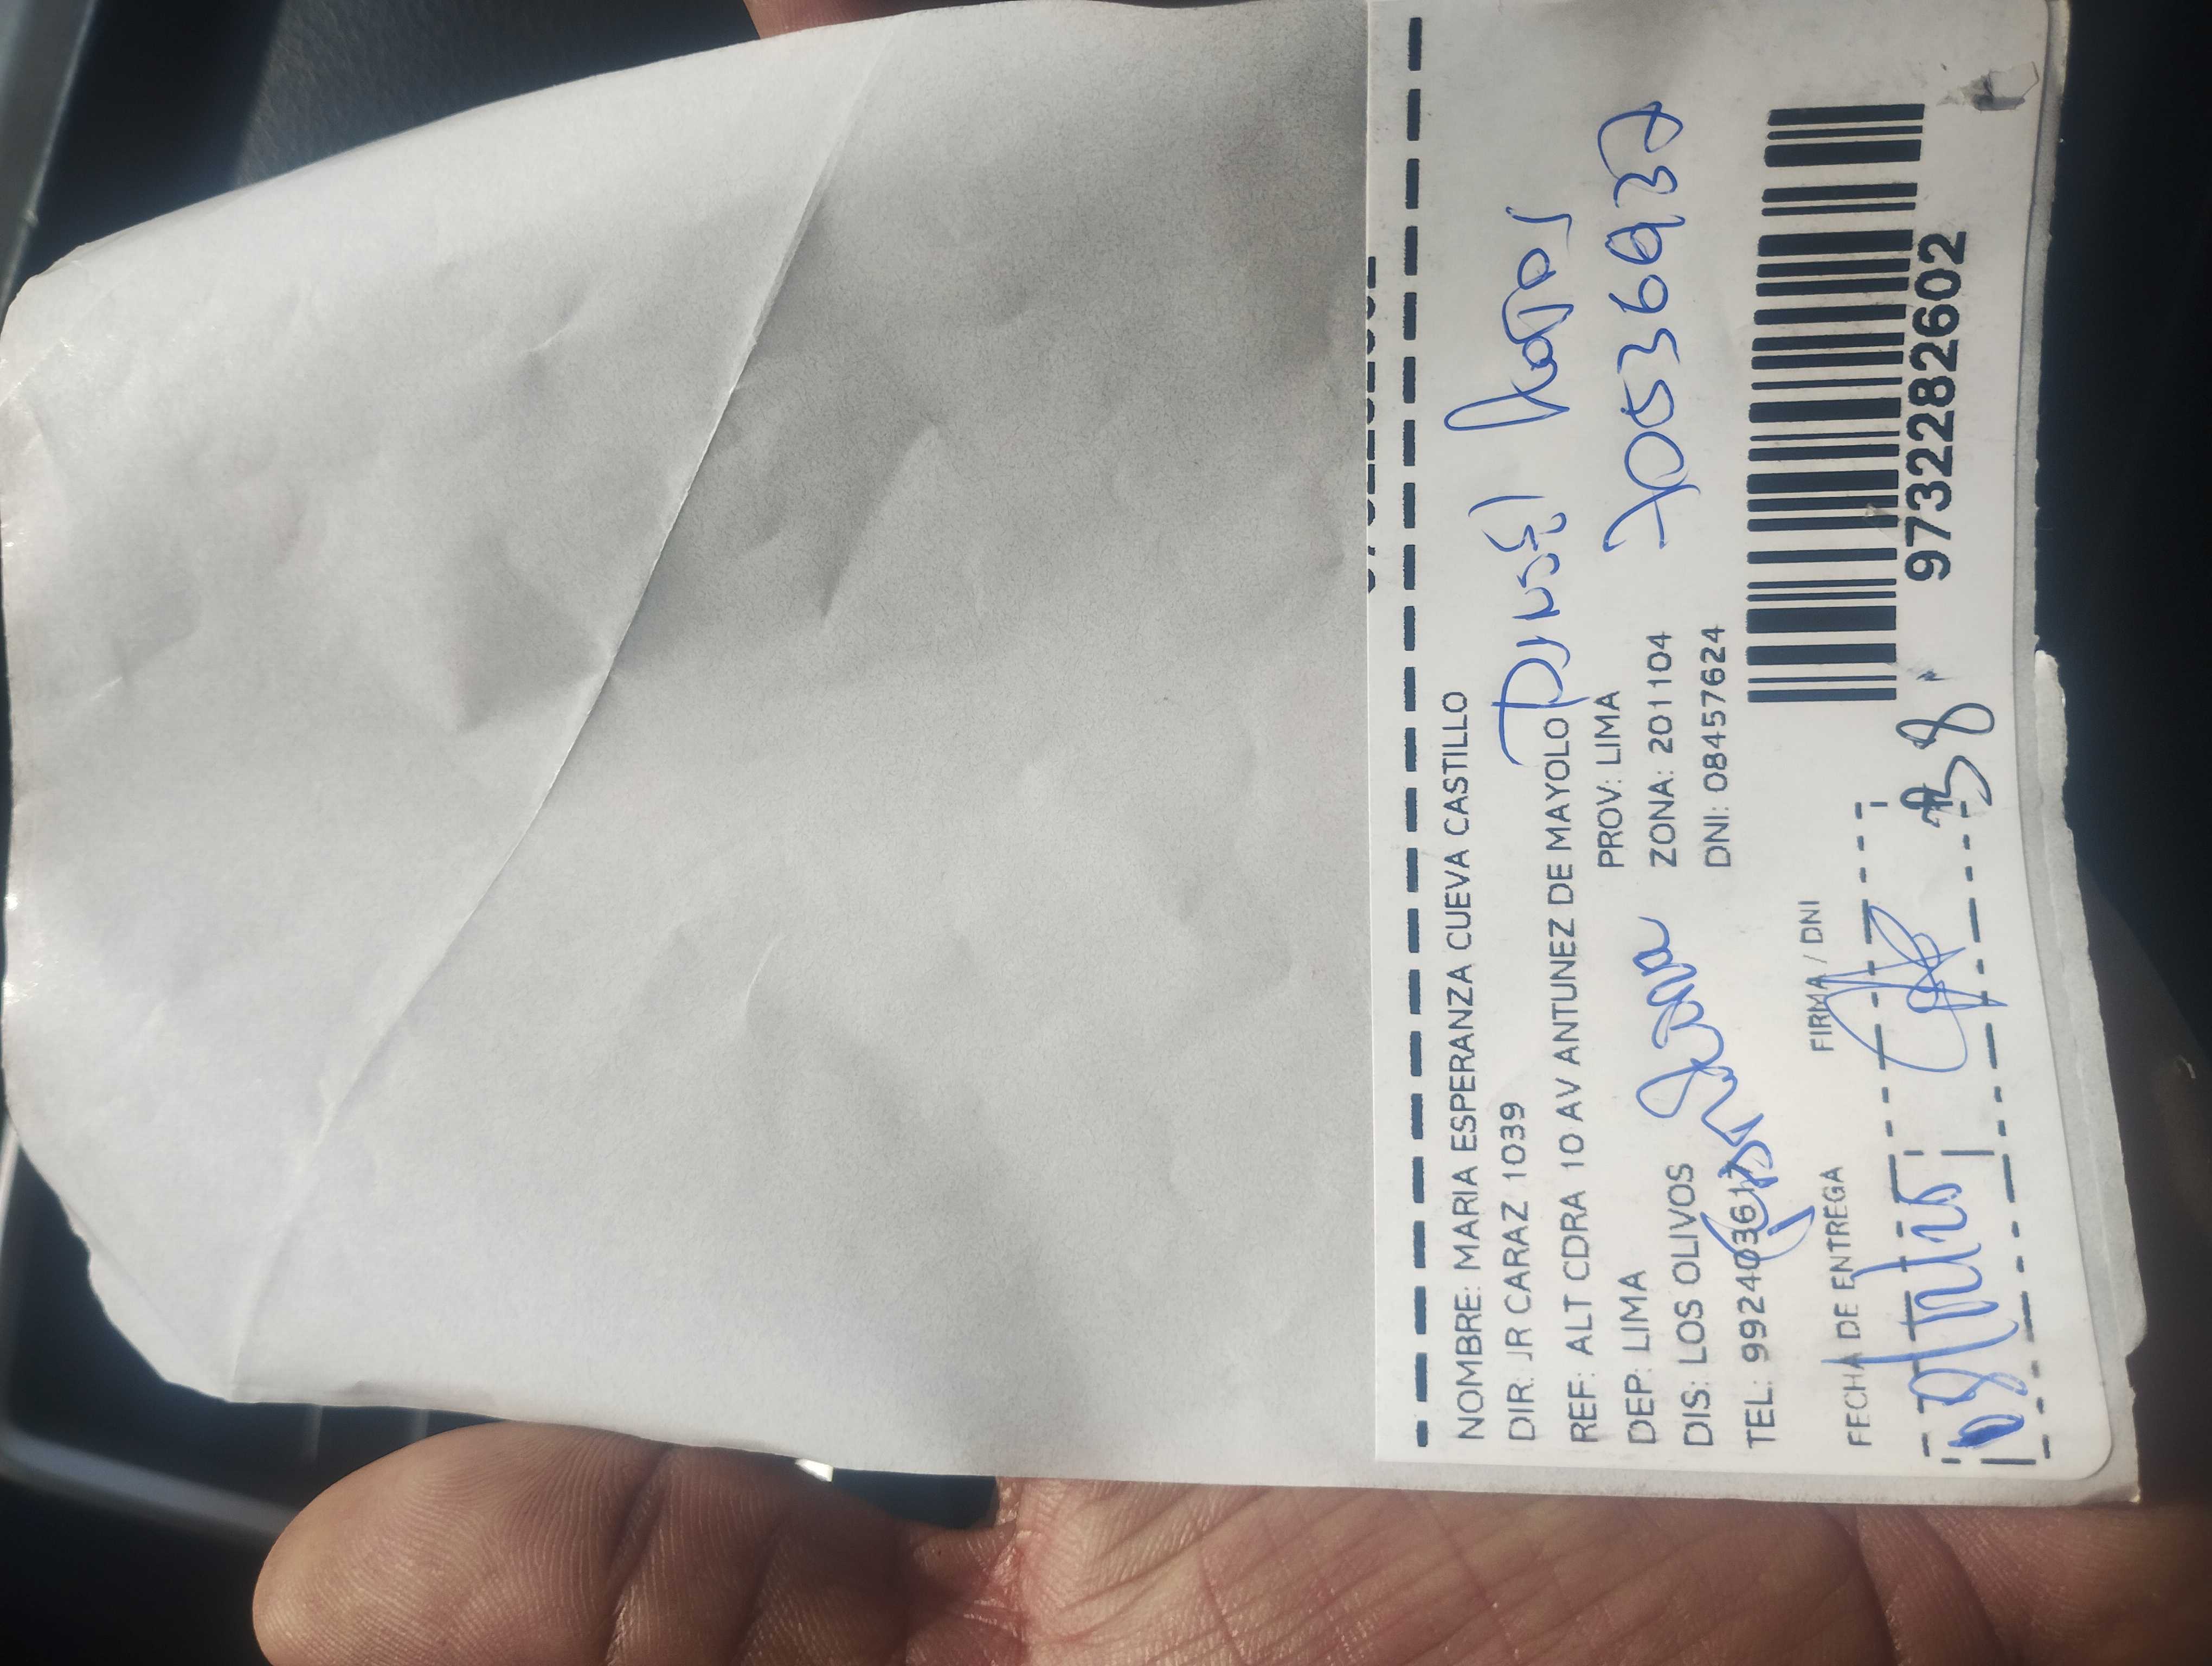 NOMBRE: MARIA ESPERANZA CUEVA CASTILLO
DIR: JR CARAZ 1039
REF: ALT CDRA 10 AV ANTUNEZ DE MAYOLO
DEP: LIMA PROV: LIMA
DIS: LOS OLIVOS ZONA: 201104
TEL: 992403617 DNI: 08457624
70536937
FECHA DE ENTREGA FIRMA / DNI
9732282602